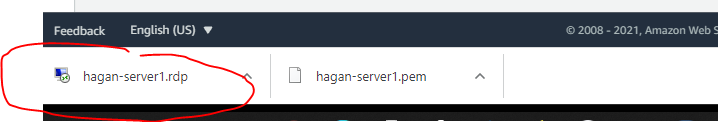 Feedback English (US) © 2008 - 2021, Amazon Web S
hagan-server1.rdp hagan-server1.pem